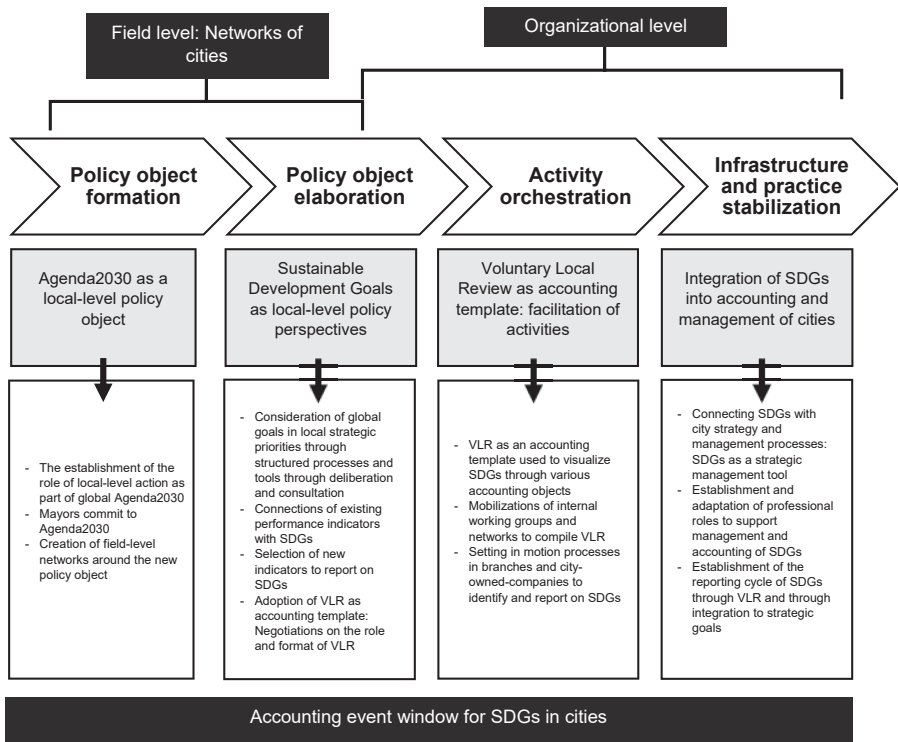 Field level: Networks of
cities
Organizational level
Policy object
formation
Policy object
elaboration
Activity
orchestration
Infrastructure
and practice
stabilization
Agenda2030 as a
local-level policy
object
Sustainable
Development Goals
as local-level policy
perspectives
Voluntary Local
Review as accounting
template: facilitation of
activities
Integration of SDGs
into accounting and
management of cities
- The establishment of the
role of local-level action as
part of global Agenda2030
- Mayors commit to
Agenda2030
- Creation of field-level
networks around the new
policy object
- Consideration of global
goals in local strategic
priorities through
structured processes and
tools through deliberation
and consultation
- Connections of existing
performance indicators
with SDGs
- Selection of new
indicators to report on
SDGs
- Adoption of VLR as
accounting template:
Negotiations on the role
and format of VLR
- VLR as an accounting
template used to visualize
SDGs through various
accounting objects
- Mobilizations of internal
working groups and
networks to compile VLR
- Setting in motion processes
in branches and city-
owned-companies to
identify and report on SDGs
- Connecting SDGs with
city strategy and
management processes:
SDGs as a strategic
management tool
- Establishment and
adaptation of professional
roles to support
management and
accounting of SDGs
- Establishment of the
reporting cycle of SDGs
through VLR and through
integration to strategic
goals
Accounting event window for SDGs in cities